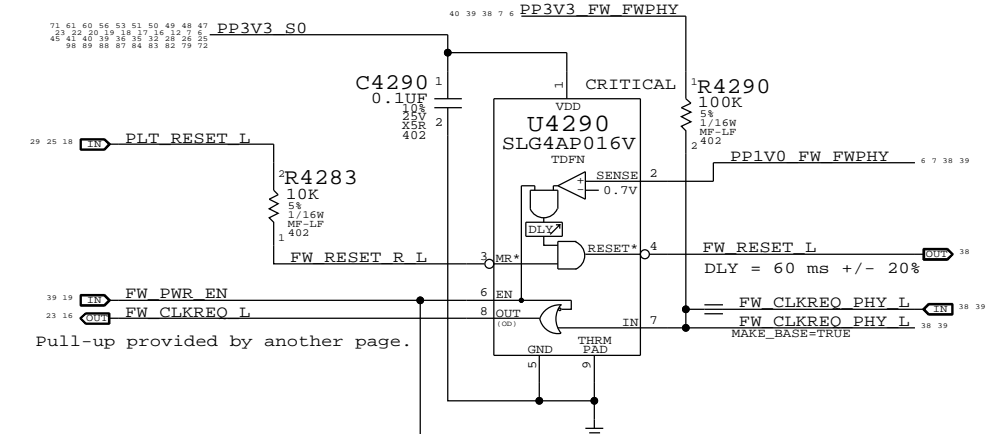 40 39 38 7 6 PP3V3_FW_FWPHY
71 61 60 56 53 51 50 49 48 47
23 22 20 19 18 17 16 12 7 6
45 41 40 39 36 35 32 26 25
98 89 88 87 84 83 82 79 72
PP3V3_S0
C4290
0.1UF
10%
25V
X5R
402
1
2
1
VDD
CRITICAL
U4290
SLG4AP016V
TDFN
1
R4290
100K
5%
1/16W
MF-LF
402
2
29 25 18 IN PLT_RESET_L
2
R4283
10K
5%
1/16W
MF-LF
402
1
SENSE 2
+
-
0.7V
PP1V0_FW_FWPHY 6 7 38 39
DLY
RESET* 4 FW_RESET_L OUT 38
DLY = 60 ms +/- 20%
FW_RESET_R_L 3 MR*
39 19 IN FW_PWR_EN 6 EN
23 16 OUT FW_CLKREQ_L 8 OUT
(OD)
IN 7
FW_CLKREQ_PHY_L IN 38 39
FW_CLKREQ_PHY_L 38 39
MAKE_BASE=TRUE
Pull-up provided by another page.
GND
THRM
PAD
5
9